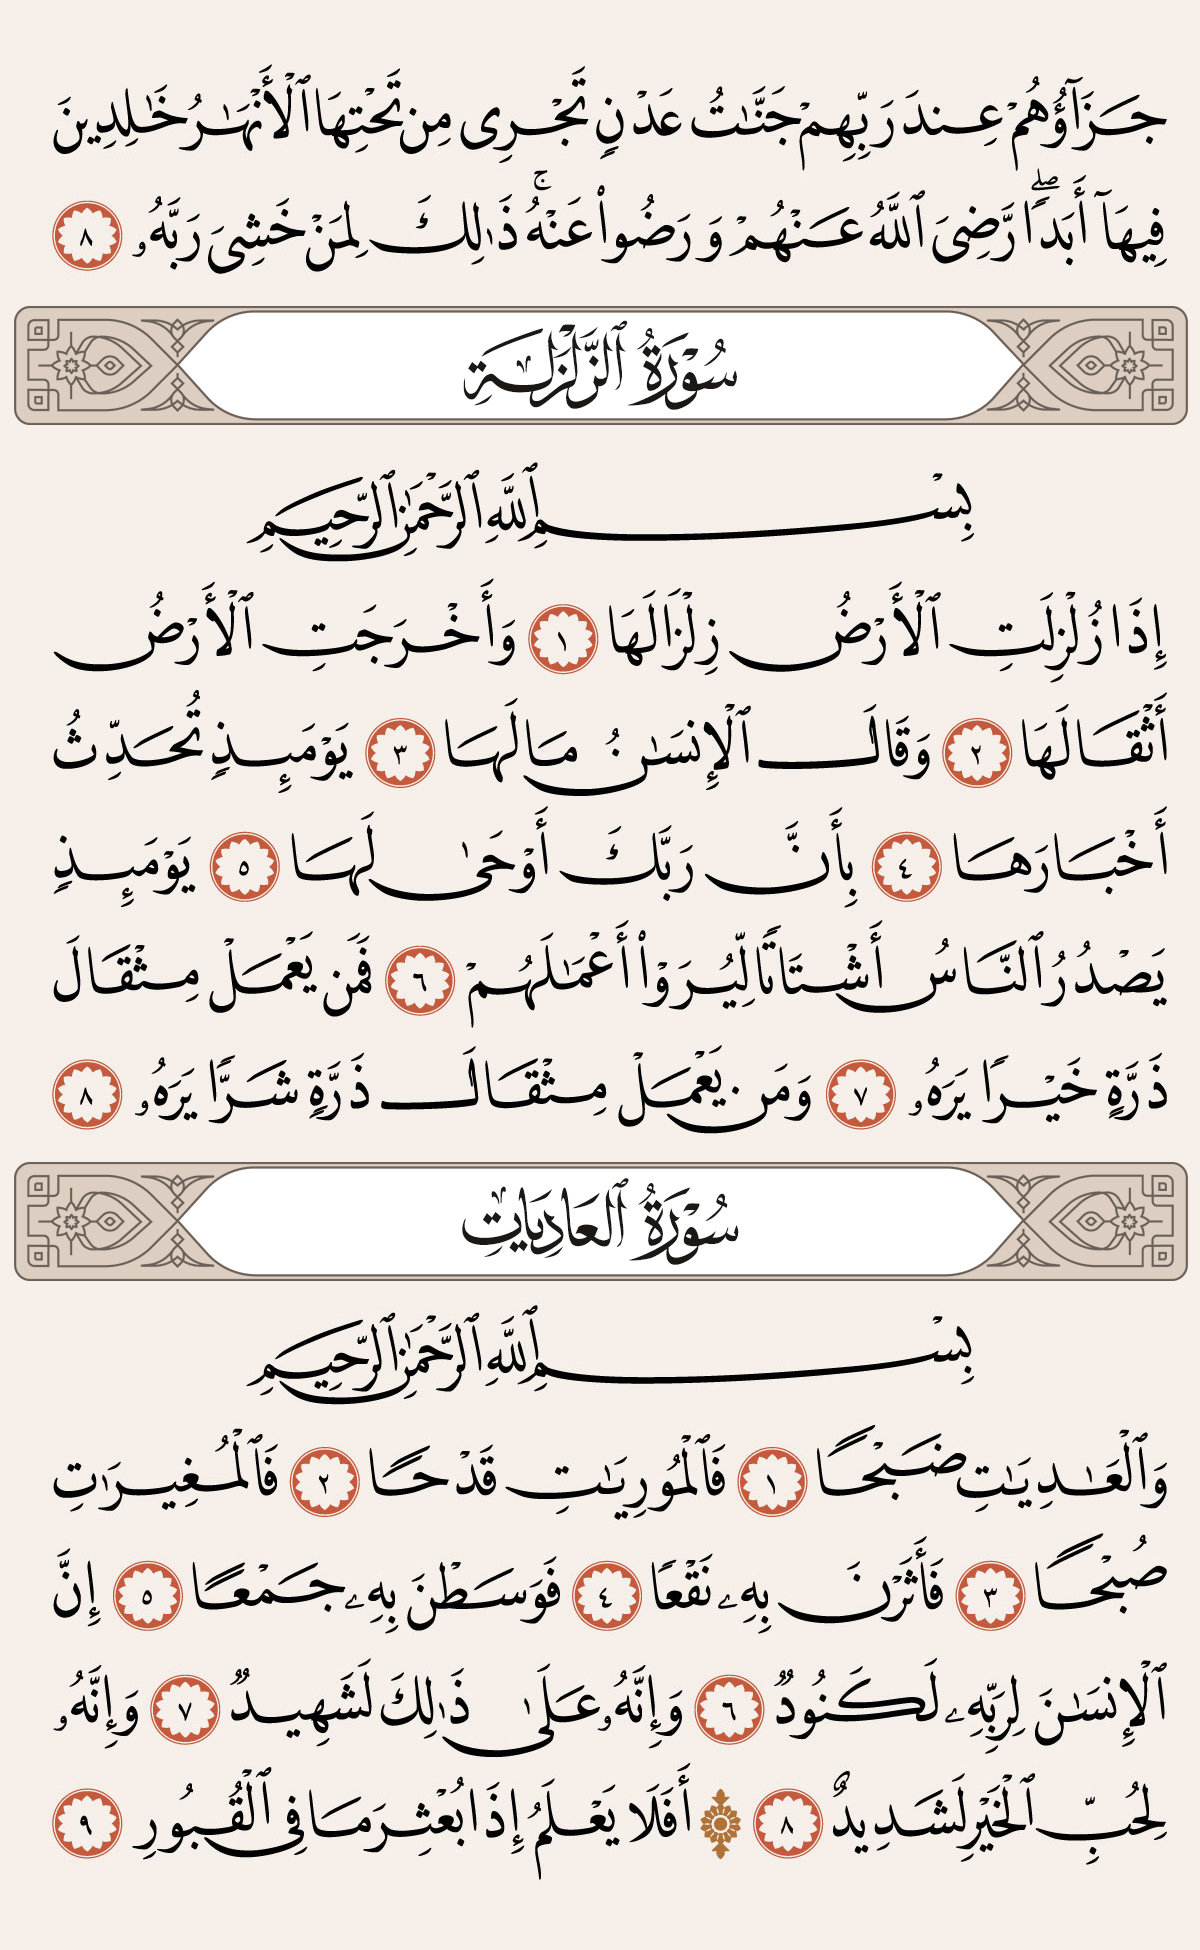 جَزَآؤُهُمْ عِندَ رَبِّهِمْ جَنَّـٰتُ عَدْنٍ تَجْرِى مِن تَحْتِهَا ٱلْأَنْهَـٰرُ خَـٰلِدِينَ
فِيهَآ أَبَدًاۖ رَّضِىَ ٱللَّهُ عَنْهُمْ وَرَضُوا۟ عَنْهُۚ ذَٰلِكَ لِمَنْ خَشِىَ رَبَّهُۥ ٨
سُورَةُ ٱلزَّلْزَلَةِ
بِسْمِ ٱللَّهِ ٱلرَّحْمَـٰنِ ٱلرَّحِيمِ
إِذَا زُلْزِلَتِ ٱلْأَرْضُ زِلْزَالَهَا ١ وَأَخْرَجَتِ ٱلْأَرْضُ
أَثْقَالَهَا ٢ وَقَالَ ٱلْإِنسَـٰنُ مَا لَهَا ٣ يَوْمَئِذٍ تُحَدِّثُ
أَخْبَارَهَا ٤ بِأَنَّ رَبَّكَ أَوْحَىٰ لَهَا ٥ يَوْمَئِذٍ
يَصْدُرُ ٱلنَّاسُ أَشْتَاتًا لِّيُرَوْا۟ أَعْمَـٰلَهُمْ ٦ فَمَن يَعْمَلْ مِثْقَالَ
ذَرَّةٍ خَيْرًا يَرَهُۥ ٧ وَمَن يَعْمَلْ مِثْقَالَ ذَرَّةٍ شَرًّا يَرَهُۥ ٨
سُورَةُ ٱلْعَادِيَاتِ
بِسْمِ ٱللَّهِ ٱلرَّحْمَـٰنِ ٱلرَّحِيمِ
وَٱلْعَـٰدِيَـٰتِ ضَبْحًا ١ فَٱلْمُورِيَـٰتِ قَدْحًا ٢ فَٱلْمُغِيرَٰتِ
صُبْحًا ٣ فَأَثَرْنَ بِهِۦ نَقْعًا ٤ فَوَسَطْنَ بِهِۦ جَمْعًا ٥ إِنَّ
ٱلْإِنسَـٰنَ لِرَبِّهِۦ لَكَنُودٌ ٦ وَإِنَّهُۥ عَلَىٰ ذَٰلِكَ لَشَهِيدٌ ٧ وَإِنَّهُۥ
لِحُبِّ ٱلْخَيْرِ لَشَدِيدٌ ٨ ۞ أَفَلَا يَعْلَمُ إِذَا بُعْثِرَ مَا فِى ٱلْقُبُورِ ٩